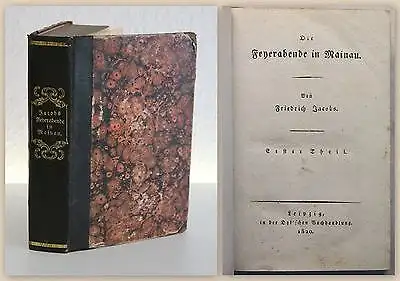 Jacobs
Feyerabende
in
Mainau.
Die
Feyerabende in Mainau.
Von
Friedrich Jacobs.
Erster Theil.
Leipzig,
in der Dyk'schen Buchhandlung.
1820.